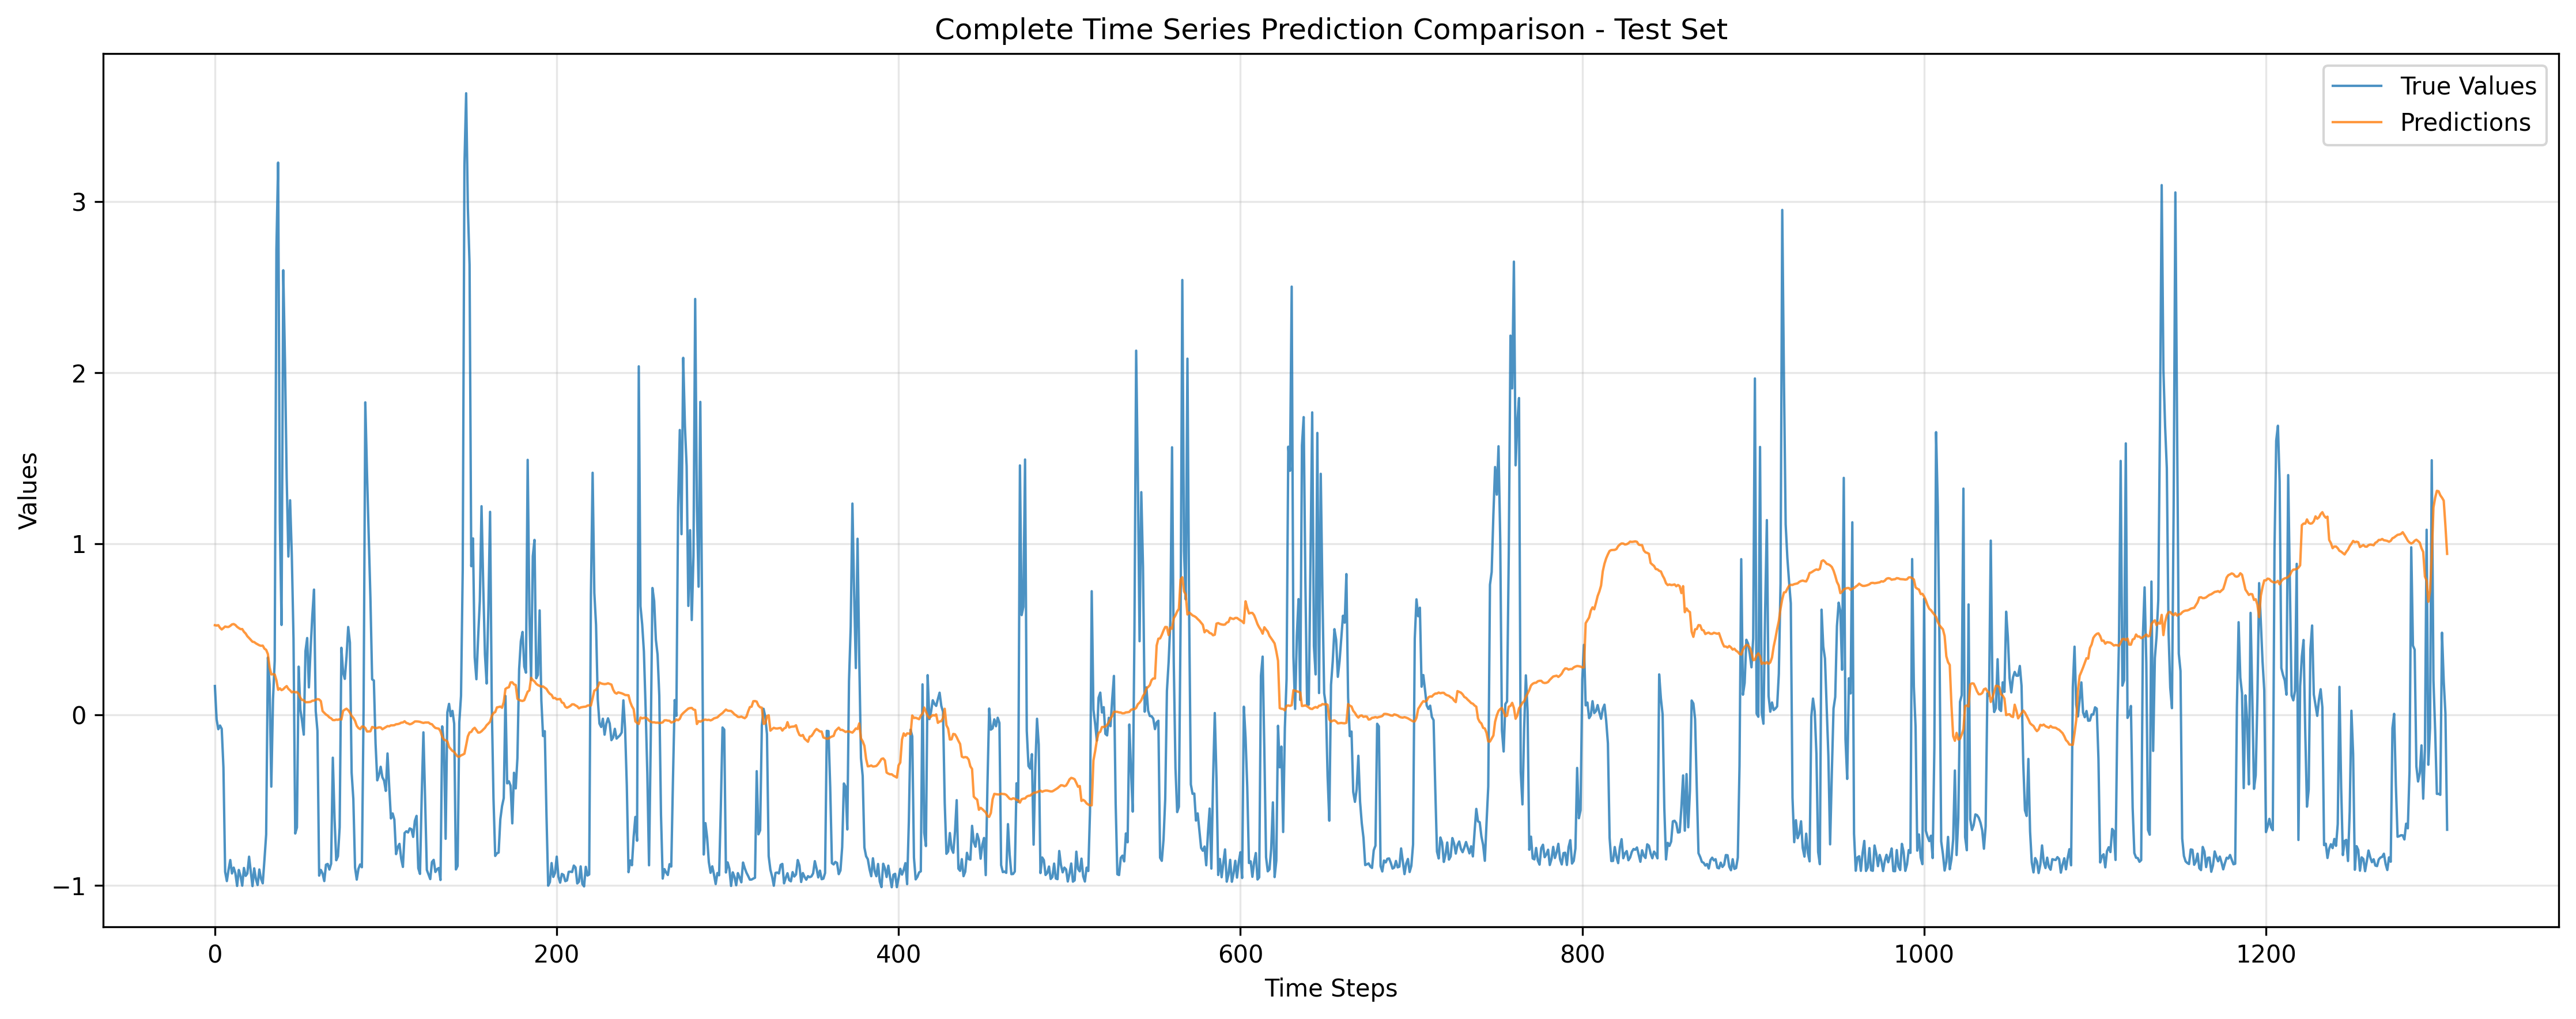 Complete Time Series Prediction Comparison - Test Set
True Values
Predictions
3
2
1
0
−1
Values
0 200 400 600 800 1000 1200
Time Steps